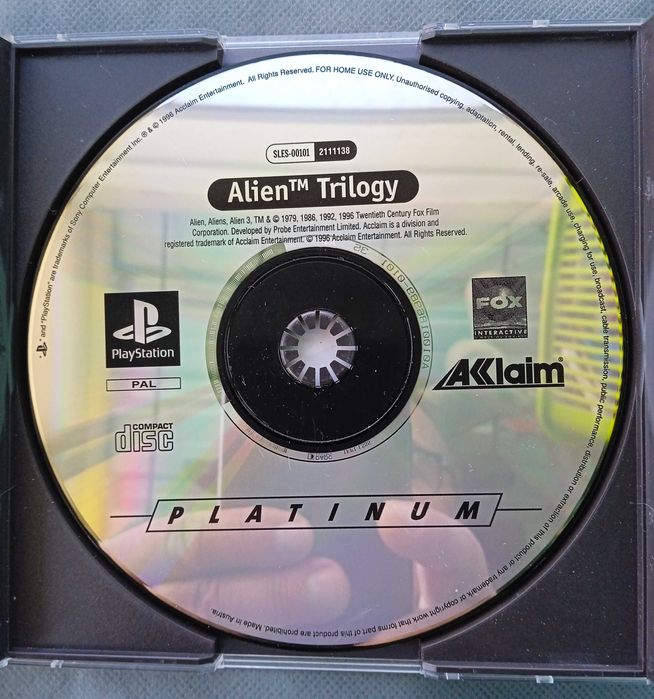 * and "PlayStation" are trademarks of Sony Computer Entertainment Inc. ® & © 1996 Acclaim Entertainment. All Rights Reserved. FOR HOME USE ONLY. Unauthorised copying, adaptation, rental, lending, re-sale, arcade use, charging for use, broadcast, cable transmission, public performance, distribution or extraction of this product or any trademark or copyright work that forms part of this product are prohibited. Made in Austria.
SLES-00101 2111138
Alien™ Trilogy
Alien, Aliens, Alien 3, TM & © 1979, 1986, 1992, 1996 Twentieth Century Fox Film
Corporation. Developed by Probe Entertainment Limited. Acclaim is a division and
registered trademark of Acclaim Entertainment. © 1996 Acclaim Entertainment. All Rights Reserved.
PlayStation
PAL
FOX
INTERACTIVE
AKlaim®
COMPACT
disc
PLATINUM